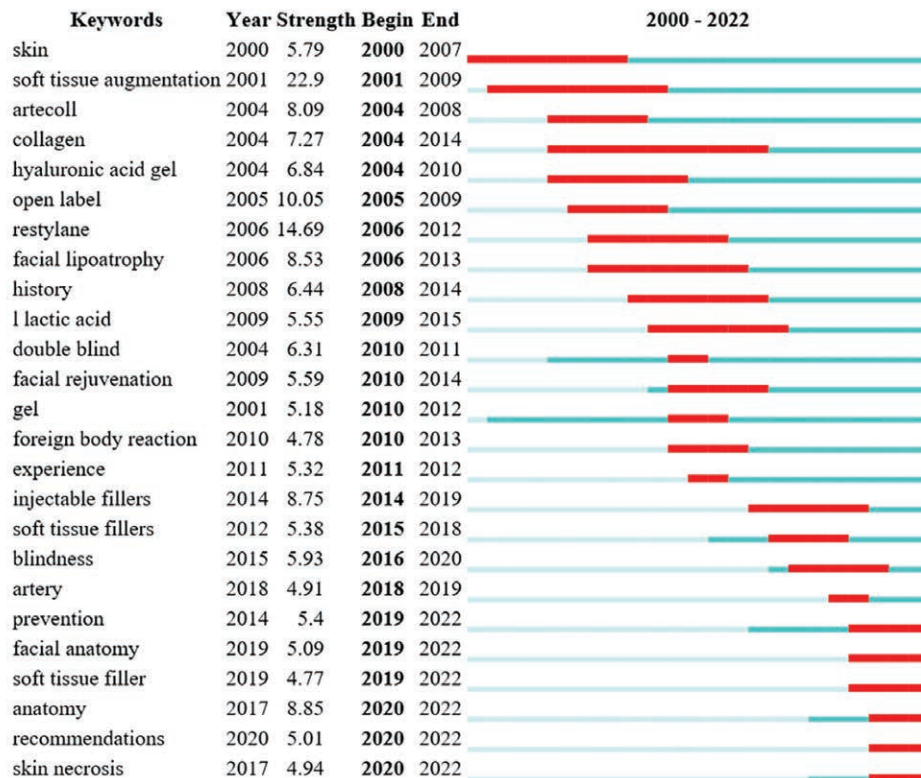 Keywords Year Strength Begin End 2000 - 2022
skin 2000 5.79 2000 2007
soft tissue augmentation 2001 22.9 2001 2009
artecoll 2004 8.09 2004 2008
collagen 2004 7.27 2004 2014
hyaluronic acid gel 2004 6.84 2004 2010
open label 2005 10.05 2005 2009
restylane 2006 14.69 2006 2012
facial lipoatrophy 2006 8.53 2006 2013
history 2008 6.44 2008 2014
l lactic acid 2009 5.55 2009 2015
double blind 2004 6.31 2010 2011
facial rejuvenation 2009 5.59 2010 2014
gel 2001 5.18 2010 2012
foreign body reaction 2010 4.78 2010 2013
experience 2011 5.32 2011 2012
injectable fillers 2014 8.75 2014 2019
soft tissue fillers 2012 5.38 2015 2018
blindness 2015 5.93 2016 2020
artery 2018 4.91 2018 2019
prevention 2014 5.4 2019 2022
facial anatomy 2019 5.09 2019 2022
soft tissue filler 2019 4.77 2019 2022
anatomy 2017 8.85 2020 2022
recommendations 2020 5.01 2020 2022
skin necrosis 2017 4.94 2020 2022